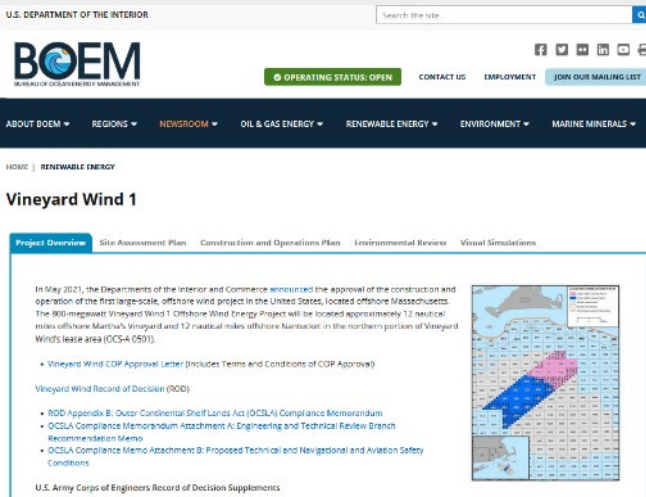 U.S. DEPARTMENT OF THE INTERIOR
Search the site
BOEM
BUREAU OF OCEAN ENERGY MANAGEMENT
OPERATING STATUS: OPEN
CONTACT US
EMPLOYMENT
JOIN OUR MAILING LIST
ABOUT BOEM
REGIONS
NEWSROOM
OIL & GAS ENERGY
RENEWABLE ENERGY
ENVIRONMENT
MARINE MINERALS
HOME | RENEWABLE ENERGY
Vineyard Wind 1
Project Overview
Site Assessment Plan
Construction and Operations Plan
Environmental Review
Visual Simulations
In May 2021, the Departments of the Interior and Commerce announced the approval of the construction and
operation of the first large-scale, offshore wind project in the United States, located offshore Massachusetts.
The 800-megawatt Vineyard Wind 1 Offshore Wind Energy Project will be located approximately 12 nautical
miles offshore Martha's Vineyard and 12 nautical miles offshore Nantucket in the northern portion of Vineyard
Wind's lease area (OCS-A 0501).
• Vineyard Wind COP Approval Letter (Includes Terms and Conditions of COP Approval)
Vineyard Wind Record of Decision (ROD)
• ROD Appendix B: Outer Continental Shelf Lands Act (OCSLA) Compliance Memorandum
• OCSLA Compliance Memorandum Attachment A: Engineering and Technical Review Branch
Recommendation Memo
• OCSLA Compliance Memo Attachment B: Proposed Technical and Navigational and Aviation Safety
Conditions
U.S. Army Corps of Engineers Record of Decision Supplements